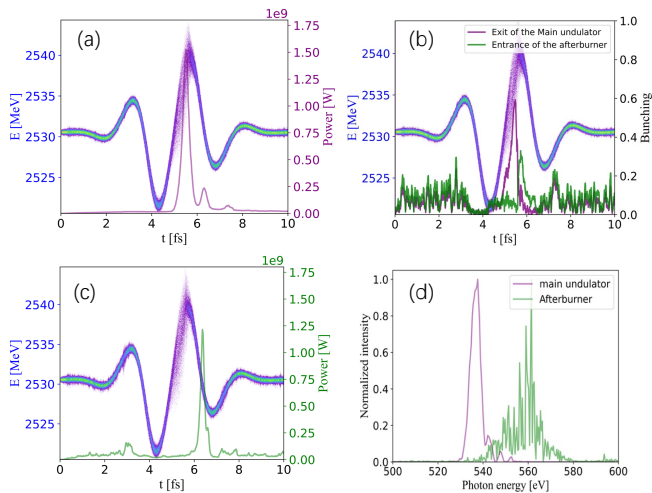 1e9
(a)
2540
2535
2530
2525
E [MeV]
0 2 4 6 8 10
t [fs]
1.75
1.50
1.25
1.00
0.75
0.50
0.25
0.00
Power [W]
(b)
Exit of the Main undulator
Entrance of the afterburner
2540
2535
2530
2525
E [MeV]
0 2 4 6 8 10
t [fs]
1.0
0.8
0.6
0.4
0.2
0.0
Bunching
1e9
(c)
2540
2530
2521
E [MeV]
0 2 4 6 8 10
t [fs]
1.75
1.50
1.25
1.00
0.75
0.50
0.25
0.00
Power [W]
(d)
main undulator
Afterburner
1.0
0.8
0.6
0.4
0.2
0.0
Normalized intensity
500 520 540 560 580 600
Photon energy [eV]